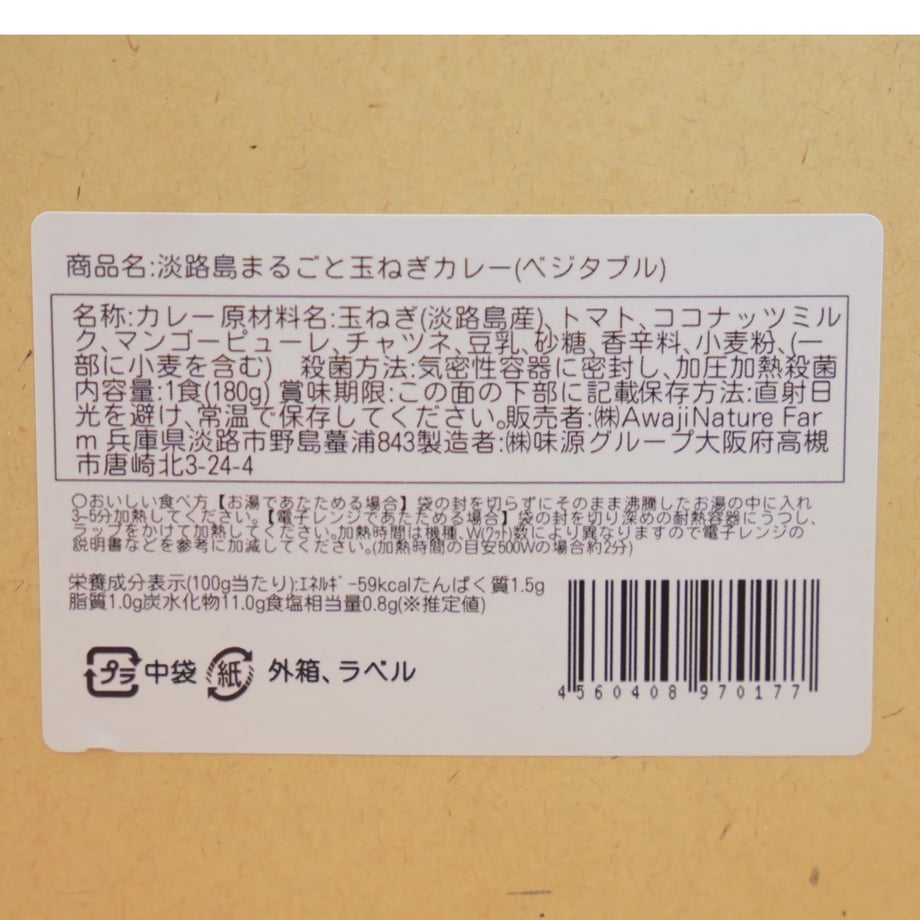 商品名:淡路島まるごと玉ねぎカレー(ベジタブル)
名称:カレー 原材料名:玉ねぎ(淡路島産)、トマト、ココナッツミル
ク、マンゴーピューレ、チャツネ、豆乳、砂糖、香辛料、小麦粉、(一
部に小麦を含む) 殺菌方法:気密性容器に密封し、加圧加熱殺菌
内容量:1食(180g) 賞味期限:この面の下部に記載保存方法:直射日
光を避け、常温で保存してください。販売者:㈱AwajiNature Far
m 兵庫県淡路市野島蟇浦843製造者:㈱味源グループ大阪府高槻
市唐崎北3-24-4
〇おいしい食べ方【お湯であたためる場合】袋の封を切らずにそのまま沸騰したお湯の中に入れ
3-5分加熱してください。【電子レンジであたためる場合】袋の封を切り深めの耐熱容器にうつし、
ラップをかけて加熱してください。加熱時間は機種、W(ワット)数により異なりますので電子レンジの
説明書などを参考に加減してください。(加熱時間の目安500Wの場合約2分)
栄養成分表示(100g当たり):エネルギー59kcalたんぱく質1.5g
脂質1.0g炭水化物11.0g食塩相当量0.8g(※推定値)
プラ 中袋 紙 外箱、ラベル
4560408970177